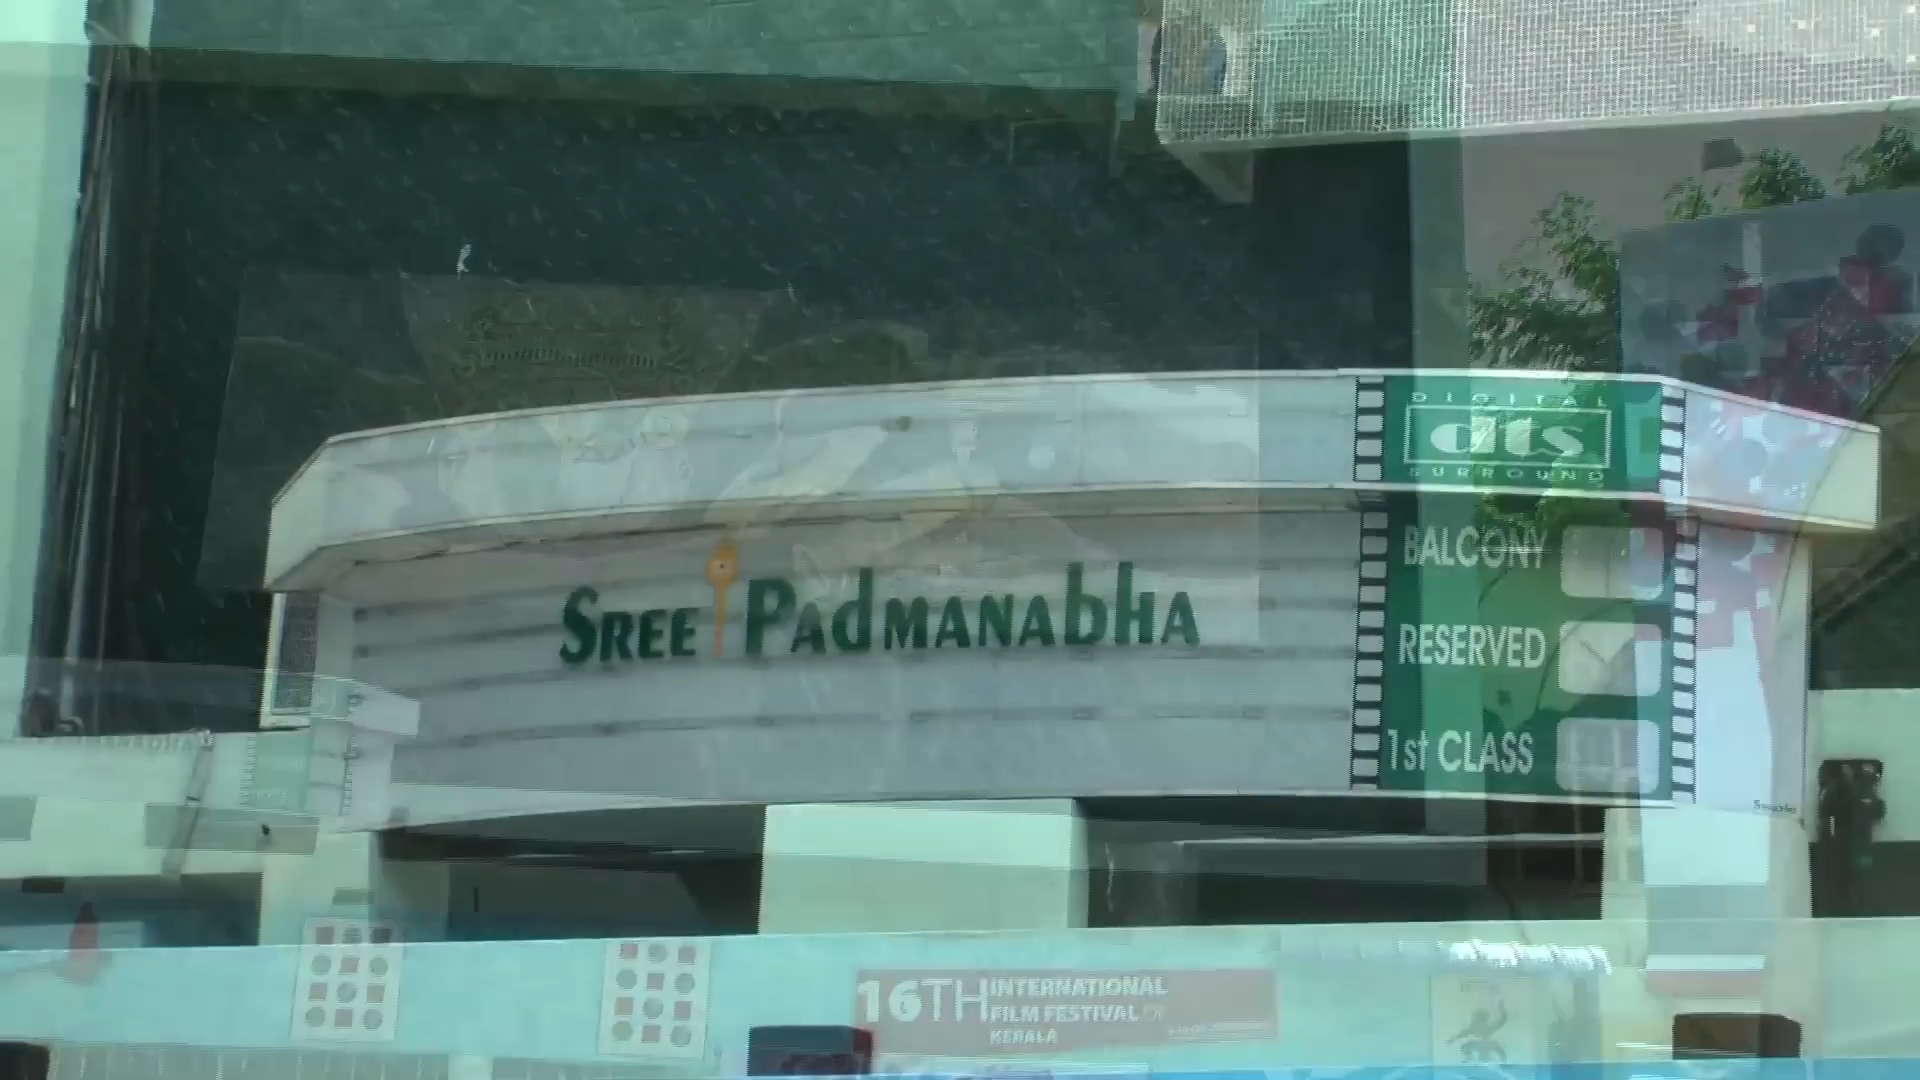 DIGITAL
dts
SURROUND
SREE PADMANABHA
BALCONY
RESERVED
1st CLASS
16TH INTERNATIONAL
FILM FESTIVAL OF
KERALA